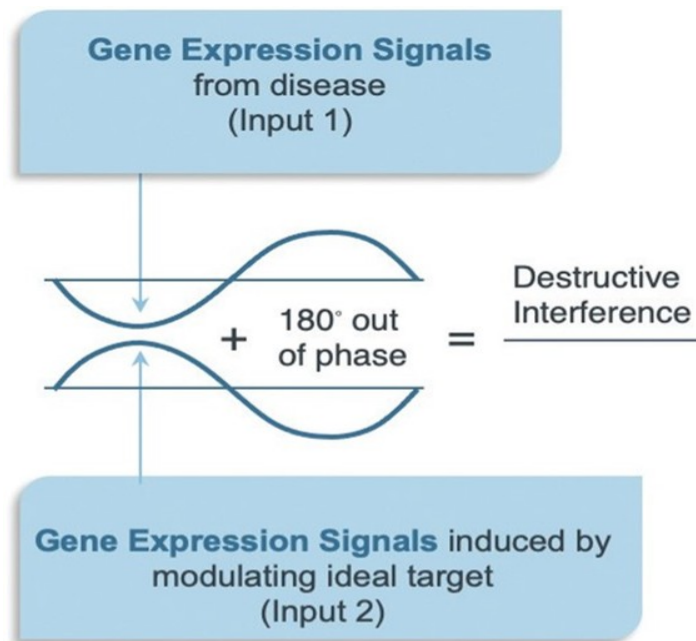 Gene Expression Signals
from disease
(Input 1)
+
180° out
of phase
=
Destructive
Interference
Gene Expression Signals induced by
modulating ideal target
(Input 2)